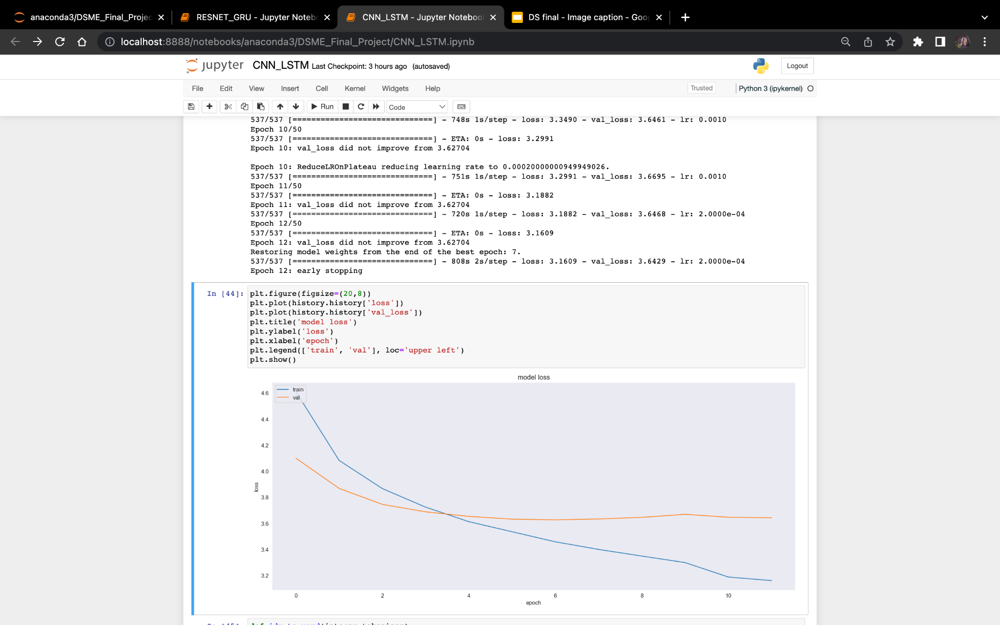 anaconda3/DSME_Final_Projec
RESNET_GRU - Jupyter Noteb
CNN_LSTM - Jupyter Noteboo
DS final - Image caption - Goo
localhost:8888/notebooks/anaconda3/DSME_Final_Project/CNN_LSTM.ipynb
jupyter CNN_LSTM Last Checkpoint: 3 hours ago (autosaved)
Logout
File Edit View Insert Cell Kernel Widgets Help
Trusted
Python 3 (ipykernel)
Run
Code
537/537 [==============================] - 748s 1s/step - loss: 3.3490 - val_loss: 3.6461 - lr: 0.0010
Epoch 10/50
537/537 [==============================] - ETA: 0s - loss: 3.2991
Epoch 10: val_loss did not improve from 3.62704
Epoch 10: ReduceLROnPlateau reducing learning rate to 0.00020000000949949026.
537/537 [==============================] - 751s 1s/step - loss: 3.2991 - val_loss: 3.6695 - lr: 0.0010
Epoch 11/50
537/537 [==============================] - ETA: 0s - loss: 3.1882
Epoch 11: val_loss did not improve from 3.62704
537/537 [==============================] - 720s 1s/step - loss: 3.1882 - val_loss: 3.6468 - lr: 2.0000e-04
Epoch 12/50
537/537 [==============================] - ETA: 0s - loss: 3.1609
Epoch 12: val_loss did not improve from 3.62704
Restoring model weights from the end of the best epoch: 7.
537/537 [==============================] - 808s 2s/step - loss: 3.1609 - val_loss: 3.6429 - lr: 2.0000e-04
Epoch 12: early stopping
In [44]:
plt.figure(figsize=(20,8))
plt.plot(history.history['loss'])
plt.plot(history.history['val_loss'])
plt.title('model loss')
plt.ylabel('loss')
plt.xlabel('epoch')
plt.legend(['train', 'val'], loc='upper left')
plt.show()
model loss
train
val
4.6
4.4
4.2
4.0
3.8
3.6
3.4
3.2
loss
0 2 4 6 8 10
epoch